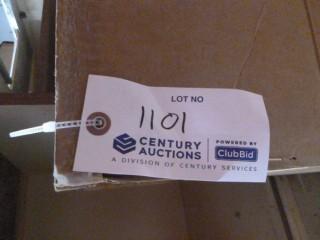 LOT NO
1101
CENTURY AUCTIONS
POWERED BY
ClubBid
A DIVISION OF CENTURY SERVICES